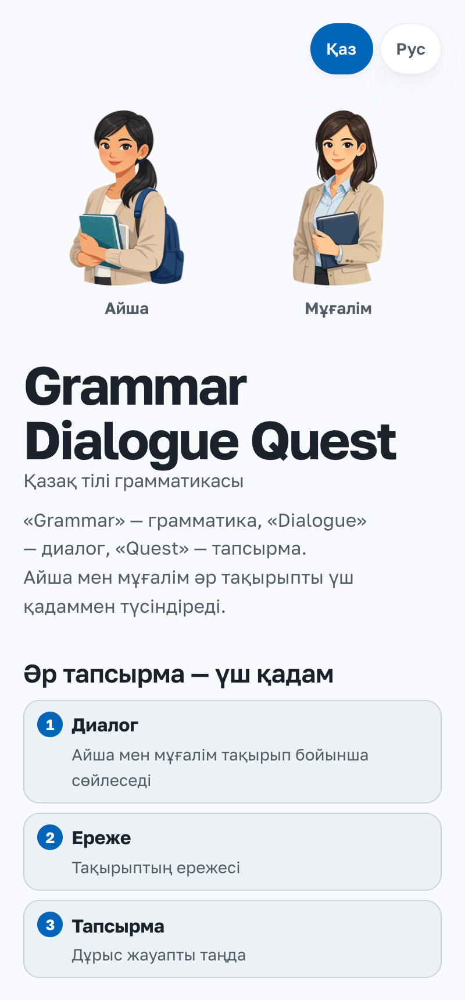 Қаз
Рус
Айша
Мұғалім
Grammar
Dialogue Quest
Қазақ тілі грамматикасы
«Grammar» — грамматика, «Dialogue»
— диалог, «Quest» — тапсырма.
Айша мен мұғалім әр тақырыпты үш
қадаммен түсіндіреді.
Әр тапсырма — үш қадам
1 Диалог
Айша мен мұғалім тақырып бойынша
сөйлеседі
2 Ереже
Тақырыптың ережесі
3 Тапсырма
Дұрыс жауапты таңда